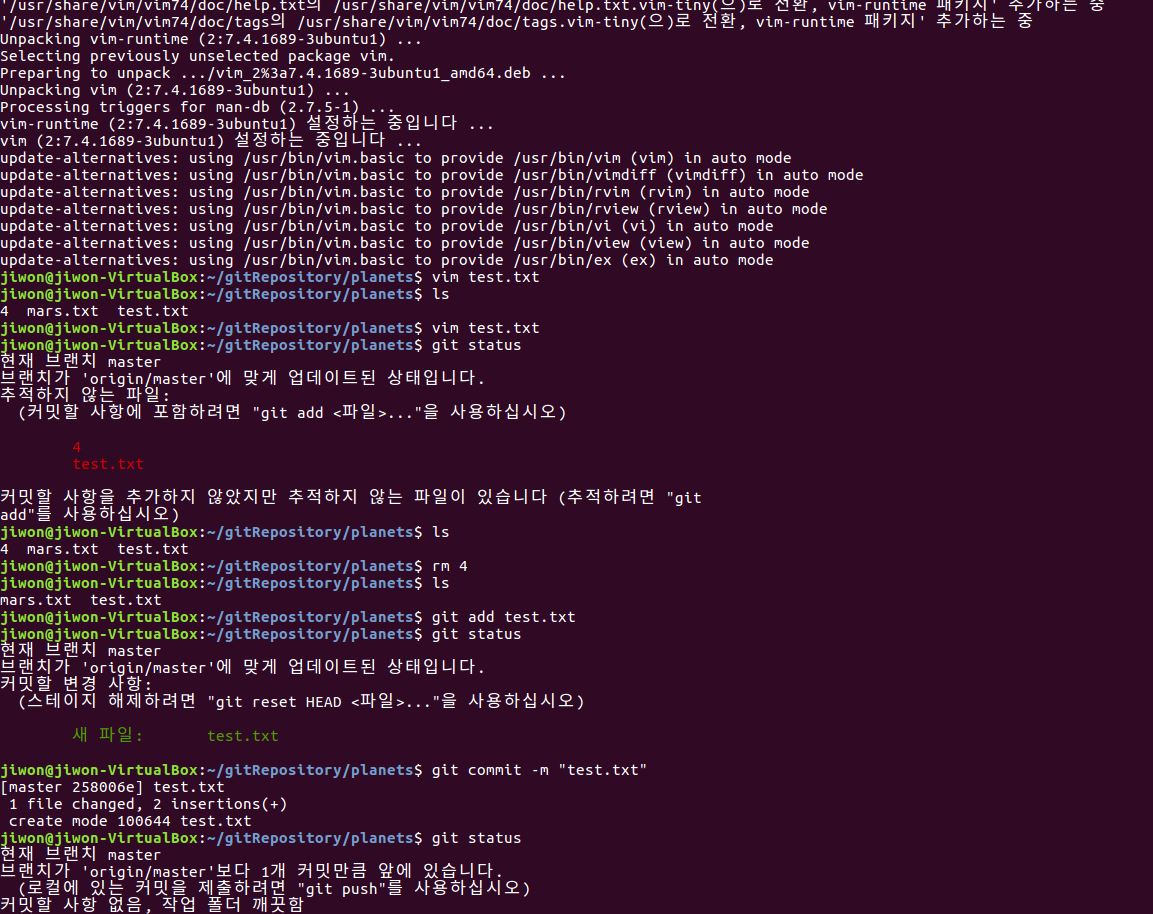 '/usr/share/vim/vim74/doc/help.txt의 /usr/share/vim/vim74/doc/help.txt.vim-tiny(으)로 전환, vim-runtime 패키지' 추가하는 중
'/usr/share/vim/vim74/doc/tags의 /usr/share/vim/vim74/doc/tags.vim-tiny(으)로 전환, vim-runtime 패키지' 추가하는 중
Unpacking vim-runtime (2:7.4.1689-3ubuntu1) ...
Selecting previously unselected package vim.
Preparing to unpack .../vim_2%3a7.4.1689-3ubuntu1_amd64.deb ...
Unpacking vim (2:7.4.1689-3ubuntu1) ...
Processing triggers for man-db (2.7.5-1) ...
vim-runtime (2:7.4.1689-3ubuntu1) 설정하는 중입니다 ...
vim (2:7.4.1689-3ubuntu1) 설정하는 중입니다 ...
update-alternatives: using /usr/bin/vim.basic to provide /usr/bin/vim (vim) in auto mode
update-alternatives: using /usr/bin/vim.basic to provide /usr/bin/vimdiff (vimdiff) in auto mode
update-alternatives: using /usr/bin/vim.basic to provide /usr/bin/rvim (rvim) in auto mode
update-alternatives: using /usr/bin/vim.basic to provide /usr/bin/rview (rview) in auto mode
update-alternatives: using /usr/bin/vim.basic to provide /usr/bin/vi (vi) in auto mode
update-alternatives: using /usr/bin/vim.basic to provide /usr/bin/view (view) in auto mode
update-alternatives: using /usr/bin/vim.basic to provide /usr/bin/ex (ex) in auto mode
jiwon@jiwon-VirtualBox:~/gitRepository/planets$ vim test.txt
jiwon@jiwon-VirtualBox:~/gitRepository/planets$ ls
4  mars.txt  test.txt
jiwon@jiwon-VirtualBox:~/gitRepository/planets$ vim test.txt
jiwon@jiwon-VirtualBox:~/gitRepository/planets$ git status
현재 브랜치 master
브랜치가 'origin/master'에 맞게 업데이트된 상태입니다.
추적하지 않는 파일:
  (커밋할 사항에 포함하려면 "git add <파일>..."을 사용하십시오)
4
test.txt
커밋할 사항을 추가하지 않았지만 추적하지 않는 파일이 있습니다 (추적하려면 "git
add"를 사용하십시오)
jiwon@jiwon-VirtualBox:~/gitRepository/planets$ ls
4  mars.txt  test.txt
jiwon@jiwon-VirtualBox:~/gitRepository/planets$ rm 4
jiwon@jiwon-VirtualBox:~/gitRepository/planets$ ls
mars.txt  test.txt
jiwon@jiwon-VirtualBox:~/gitRepository/planets$ git add test.txt
jiwon@jiwon-VirtualBox:~/gitRepository/planets$ git status
현재 브랜치 master
브랜치가 'origin/master'에 맞게 업데이트된 상태입니다.
커밋할 변경 사항:
  (스테이지 해제하려면 "git reset HEAD <파일>..."을 사용하십시오)
새 파일:       test.txt
jiwon@jiwon-VirtualBox:~/gitRepository/planets$ git commit -m "test.txt"
[master 258006e] test.txt
 1 file changed, 2 insertions(+)
 create mode 100644 test.txt
jiwon@jiwon-VirtualBox:~/gitRepository/planets$ git status
현재 브랜치 master
브랜치가 'origin/master'보다 1개 커밋만큼 앞에 있습니다.
  (로컬에 있는 커밋을 제출하려면 "git push"를 사용하십시오)
커밋할 사항 없음, 작업 폴더 깨끗함